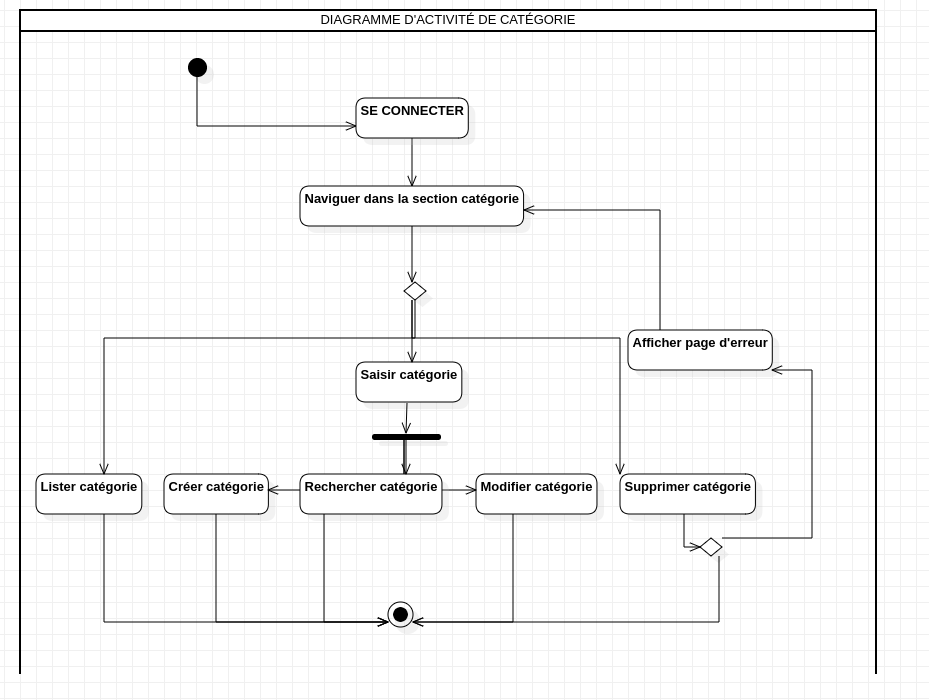 DIAGRAMME D'ACTIVITÉ DE CATÉGORIE
SE CONNECTER
Naviguer dans la section catégorie
Afficher page d'erreur
Saisir catégorie
Lister catégorie
Créer catégorie
Rechercher catégorie
Modifier catégorie
Supprimer catégorie